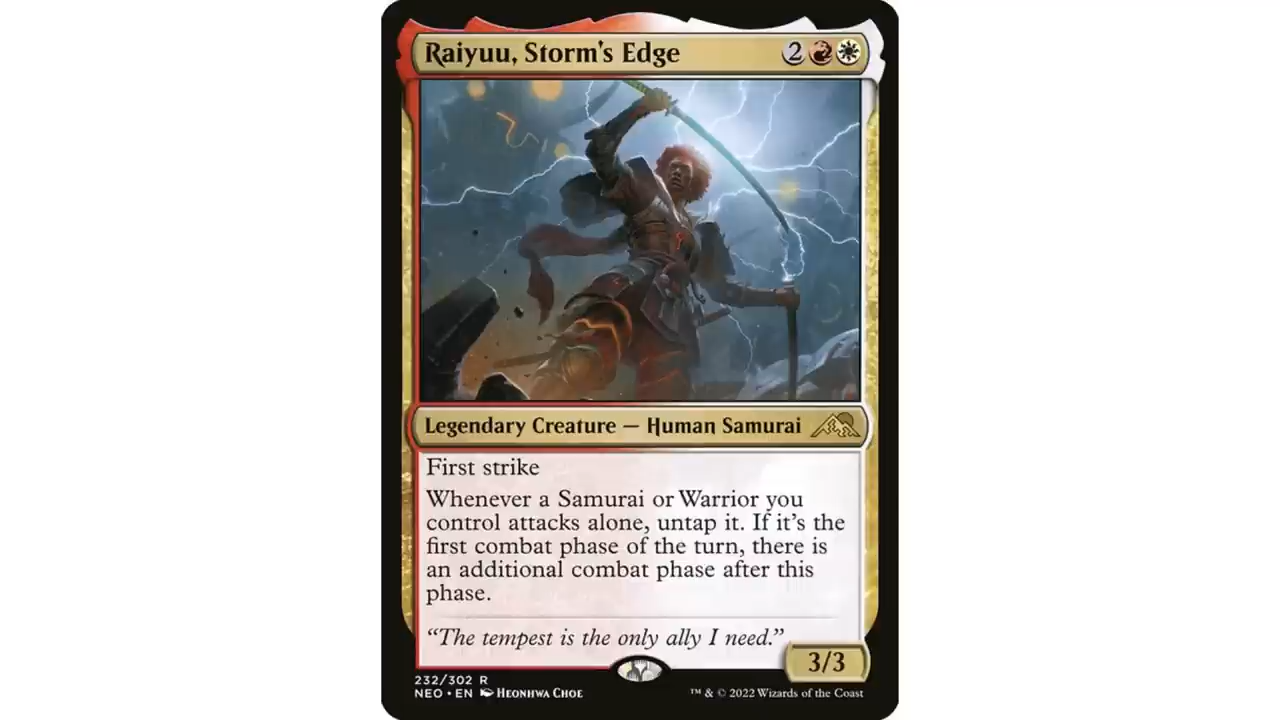 Raiyuu, Storm's Edge 2
Legendary Creature — Human Samurai
First strike
Whenever a Samurai or Warrior you
control attacks alone, untap it. If it's the
first combat phase of the turn, there is
an additional combat phase after this
phase.
"The tempest is the only ally I need."
3/3
232/302 R
NEO • EN Heonhwa Choe
™ & © 2022 Wizards of the Coast